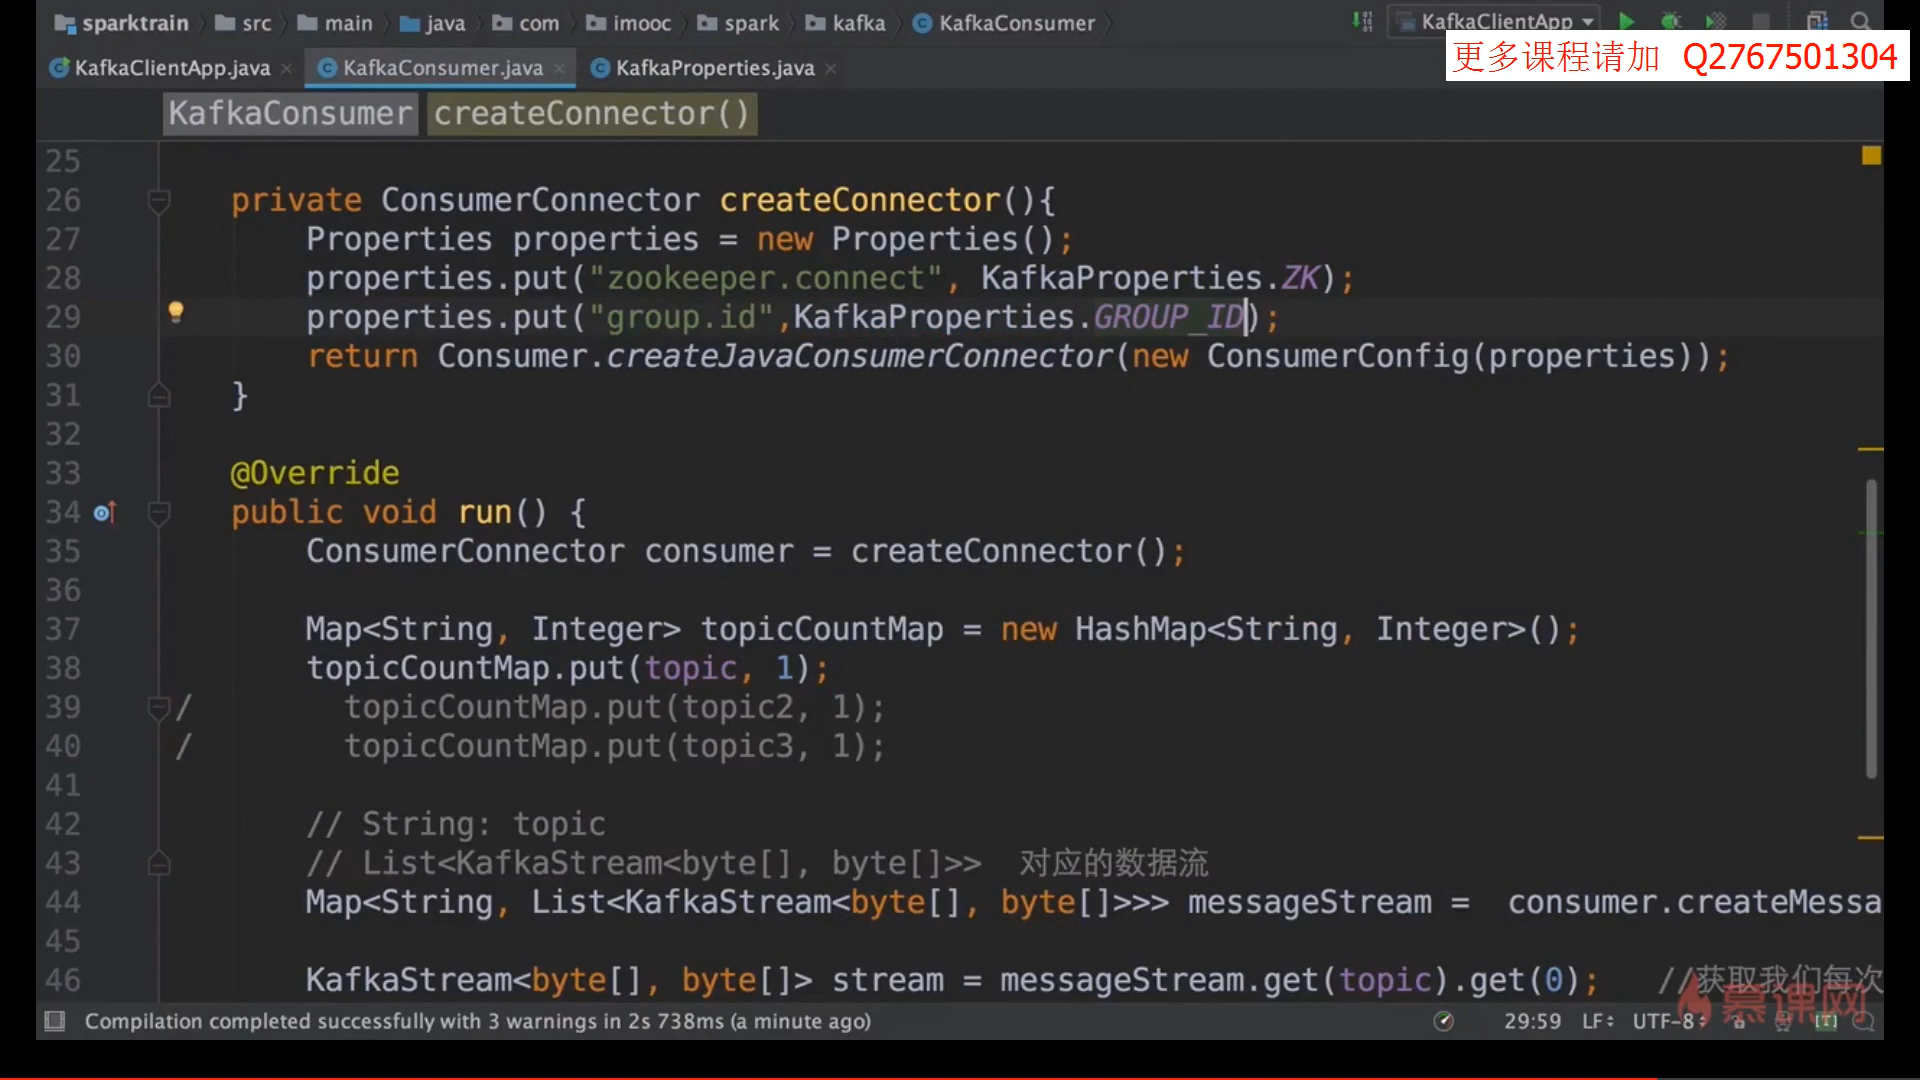 sparktrain src main java com imooc spark kafka KafkaConsumer KafkaClientApp
更多课程请加 Q2767501304
KafkaClientApp.java KafkaConsumer.java KafkaProperties.java
KafkaConsumer createConnector()
25
26 private ConsumerConnector createConnector(){
27 Properties properties = new Properties();
28 properties.put("zookeeper.connect", KafkaProperties.ZK);
29 properties.put("group.id",KafkaProperties.GROUP_ID);
30 return Consumer.createJavaConsumerConnector(new ConsumerConfig(properties));
31 }
32
33 @Override
34 public void run() {
35 ConsumerConnector consumer = createConnector();
36
37 Map<String, Integer> topicCountMap = new HashMap<String, Integer>();
38 topicCountMap.put(topic, 1);
39 / topicCountMap.put(topic2, 1);
40 / topicCountMap.put(topic3, 1);
41
42 // String: topic
43 // List<KafkaStream<byte[], byte[]>> 对应的数据流
44 Map<String, List<KafkaStream<byte[], byte[]>>> messageStream = consumer.createMessa
45
46 KafkaStream<byte[], byte[]> stream = messageStream.get(topic).get(0); //获取我们每次
慕课网
Compilation completed successfully with 3 warnings in 2s 738ms (a minute ago) 29:59 LF UTF-8 [T]